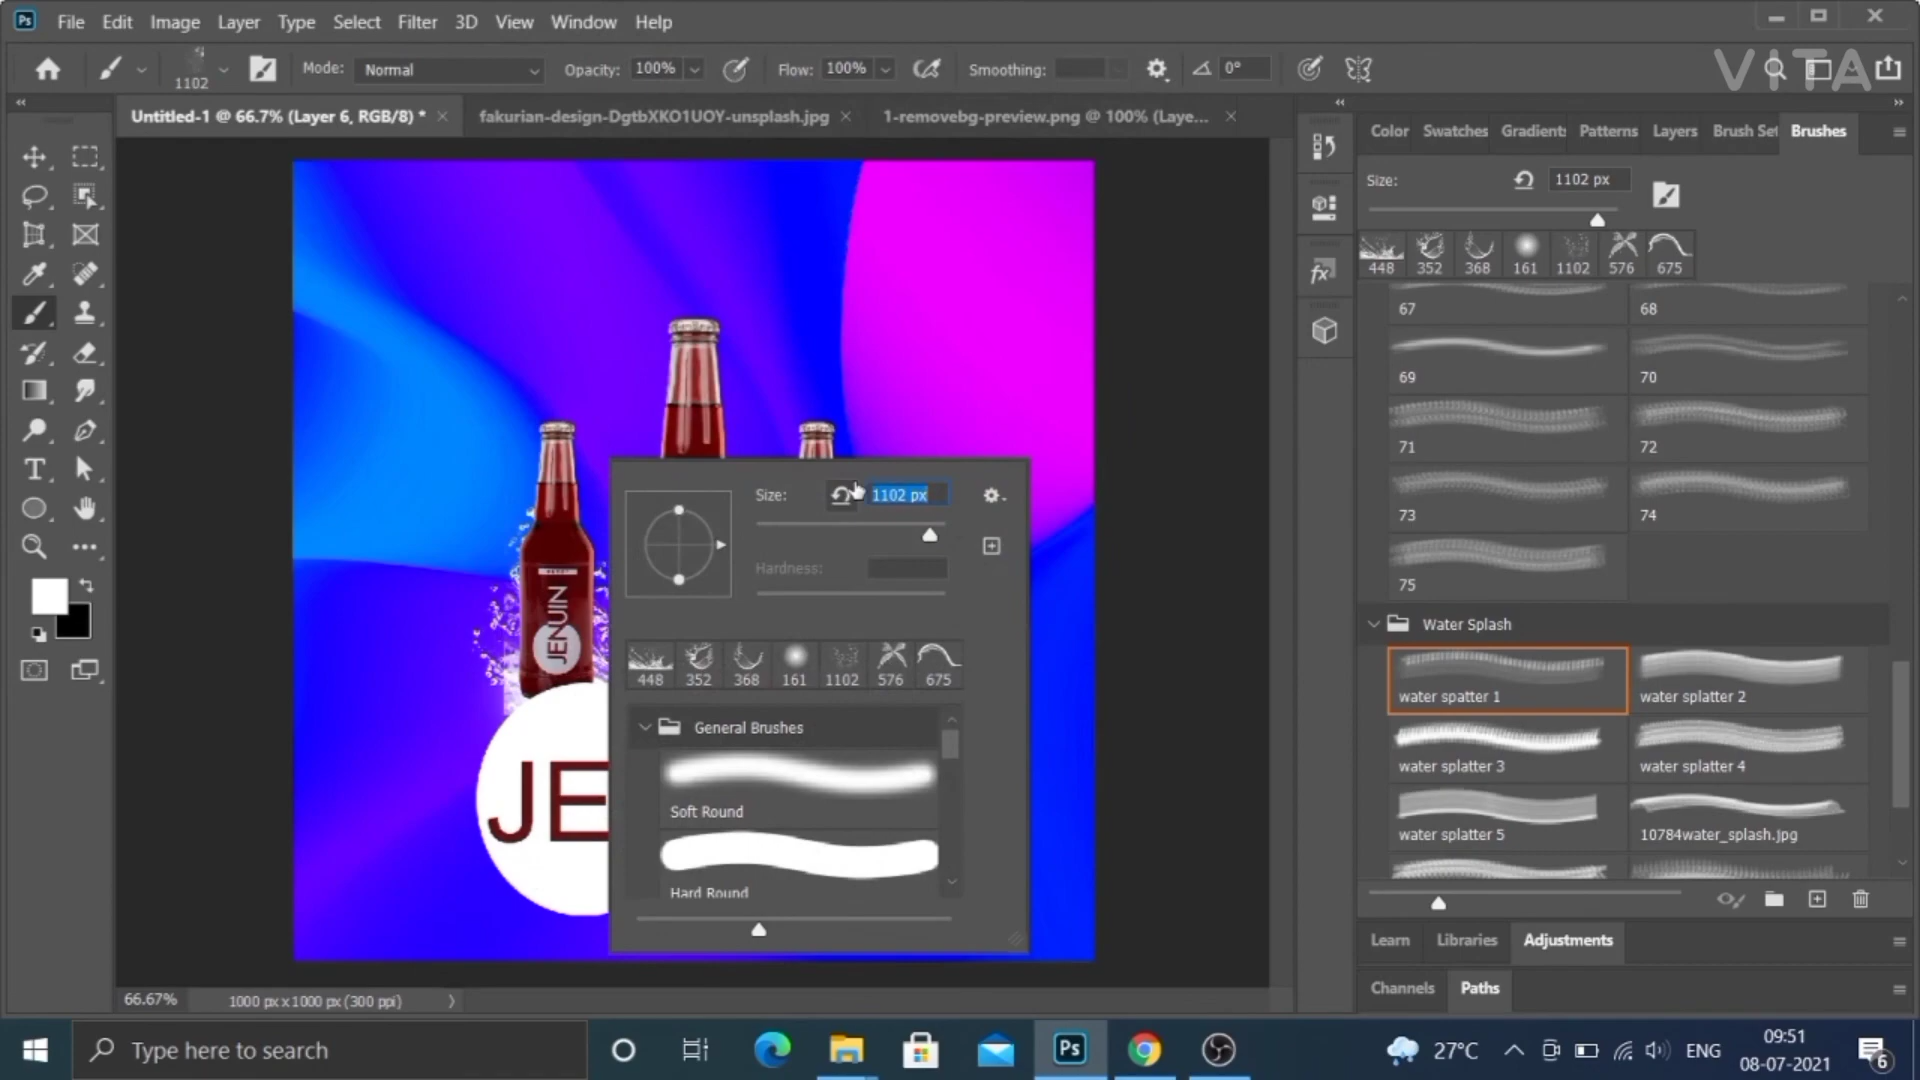 Ps File Edit Image Layer Type Select Filter 3D View Window Help
1102 Mode: Normal Opacity: 100% Flow: 100% Smoothing: 0°
VITA
Untitled-1 @ 66.7% (Layer 6, RGB/8) * fakurian-design-DgtbXKO1UOY-unsplash.jpg 1-removebg-preview.png @ 100% (Laye...
Color Swatches Gradient Patterns Layers Brush Set Brushes
Size: 1102 px
448 352 368 161 1102 576 675
67 68
69 70
71 72
73 74
75
Water Splash
water spatter 1 water splatter 2
water splatter 3 water splatter 4
water splatter 5 10784water_splash.jpg
Size: 1102 px
Hardness:
448 352 368 161 1102 576 675
General Brushes
Soft Round
Hard Round
JENUIN
JE
T
fx
Learn Libraries Adjustments
Channels Paths
66.67% 1000 px x 1000 px (300 ppi)
Type here to search
Ps
27°C ENG
09:51
08-07-2021
6